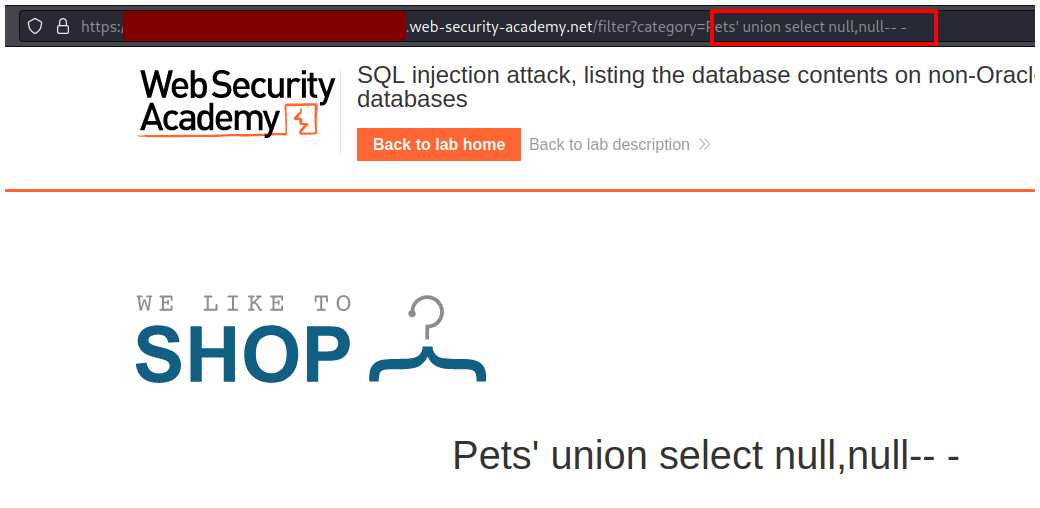 https:/ .web-security-academy.net/filter?category=Pets' union select null,null-- -
Web Security
Academy
SQL injection attack, listing the database contents on non-Oracl
databases
Back to lab home
Back to lab description
WE LIKE TO
SHOP
Pets' union select null,null-- -